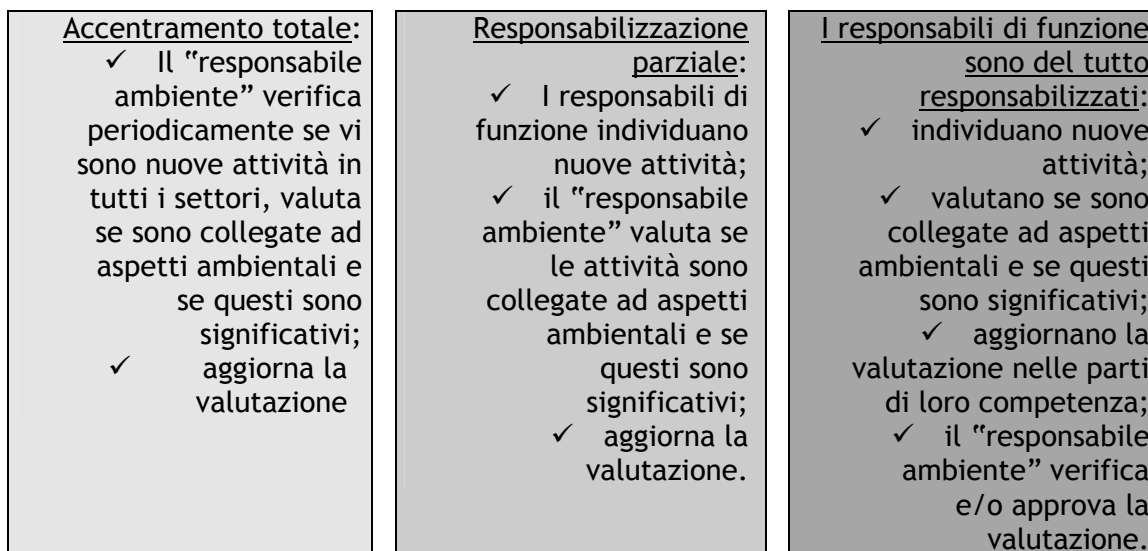 Accentramento totale:
✓ Il “responsabile
ambiente” verifica
periodicamente se vi
sono nuove attività in
tutti i settori, valuta
se sono collegate ad
aspetti ambientali e
se questi sono
significativi;
✓ aggiorna la
valutazione
Responsabilizzazione
parziale:
✓ I responsabili di
funzione individuano
nuove attività;
✓ il “responsabile
ambiente” valuta se
le attività sono
collegate ad aspetti
ambientali e se
questi sono
significativi;
✓ aggiorna la
valutazione.
I responsabili di funzione
sono del tutto
responsabilizzati:
✓ individuano nuove
attività;
✓ valutano se sono
collegate ad aspetti
ambientali e se questi
sono significativi;
✓ aggiornano la
valutazione nelle parti
di loro competenza;
✓ il “responsabile
ambiente” verifica
e/o approva la
valutazione.